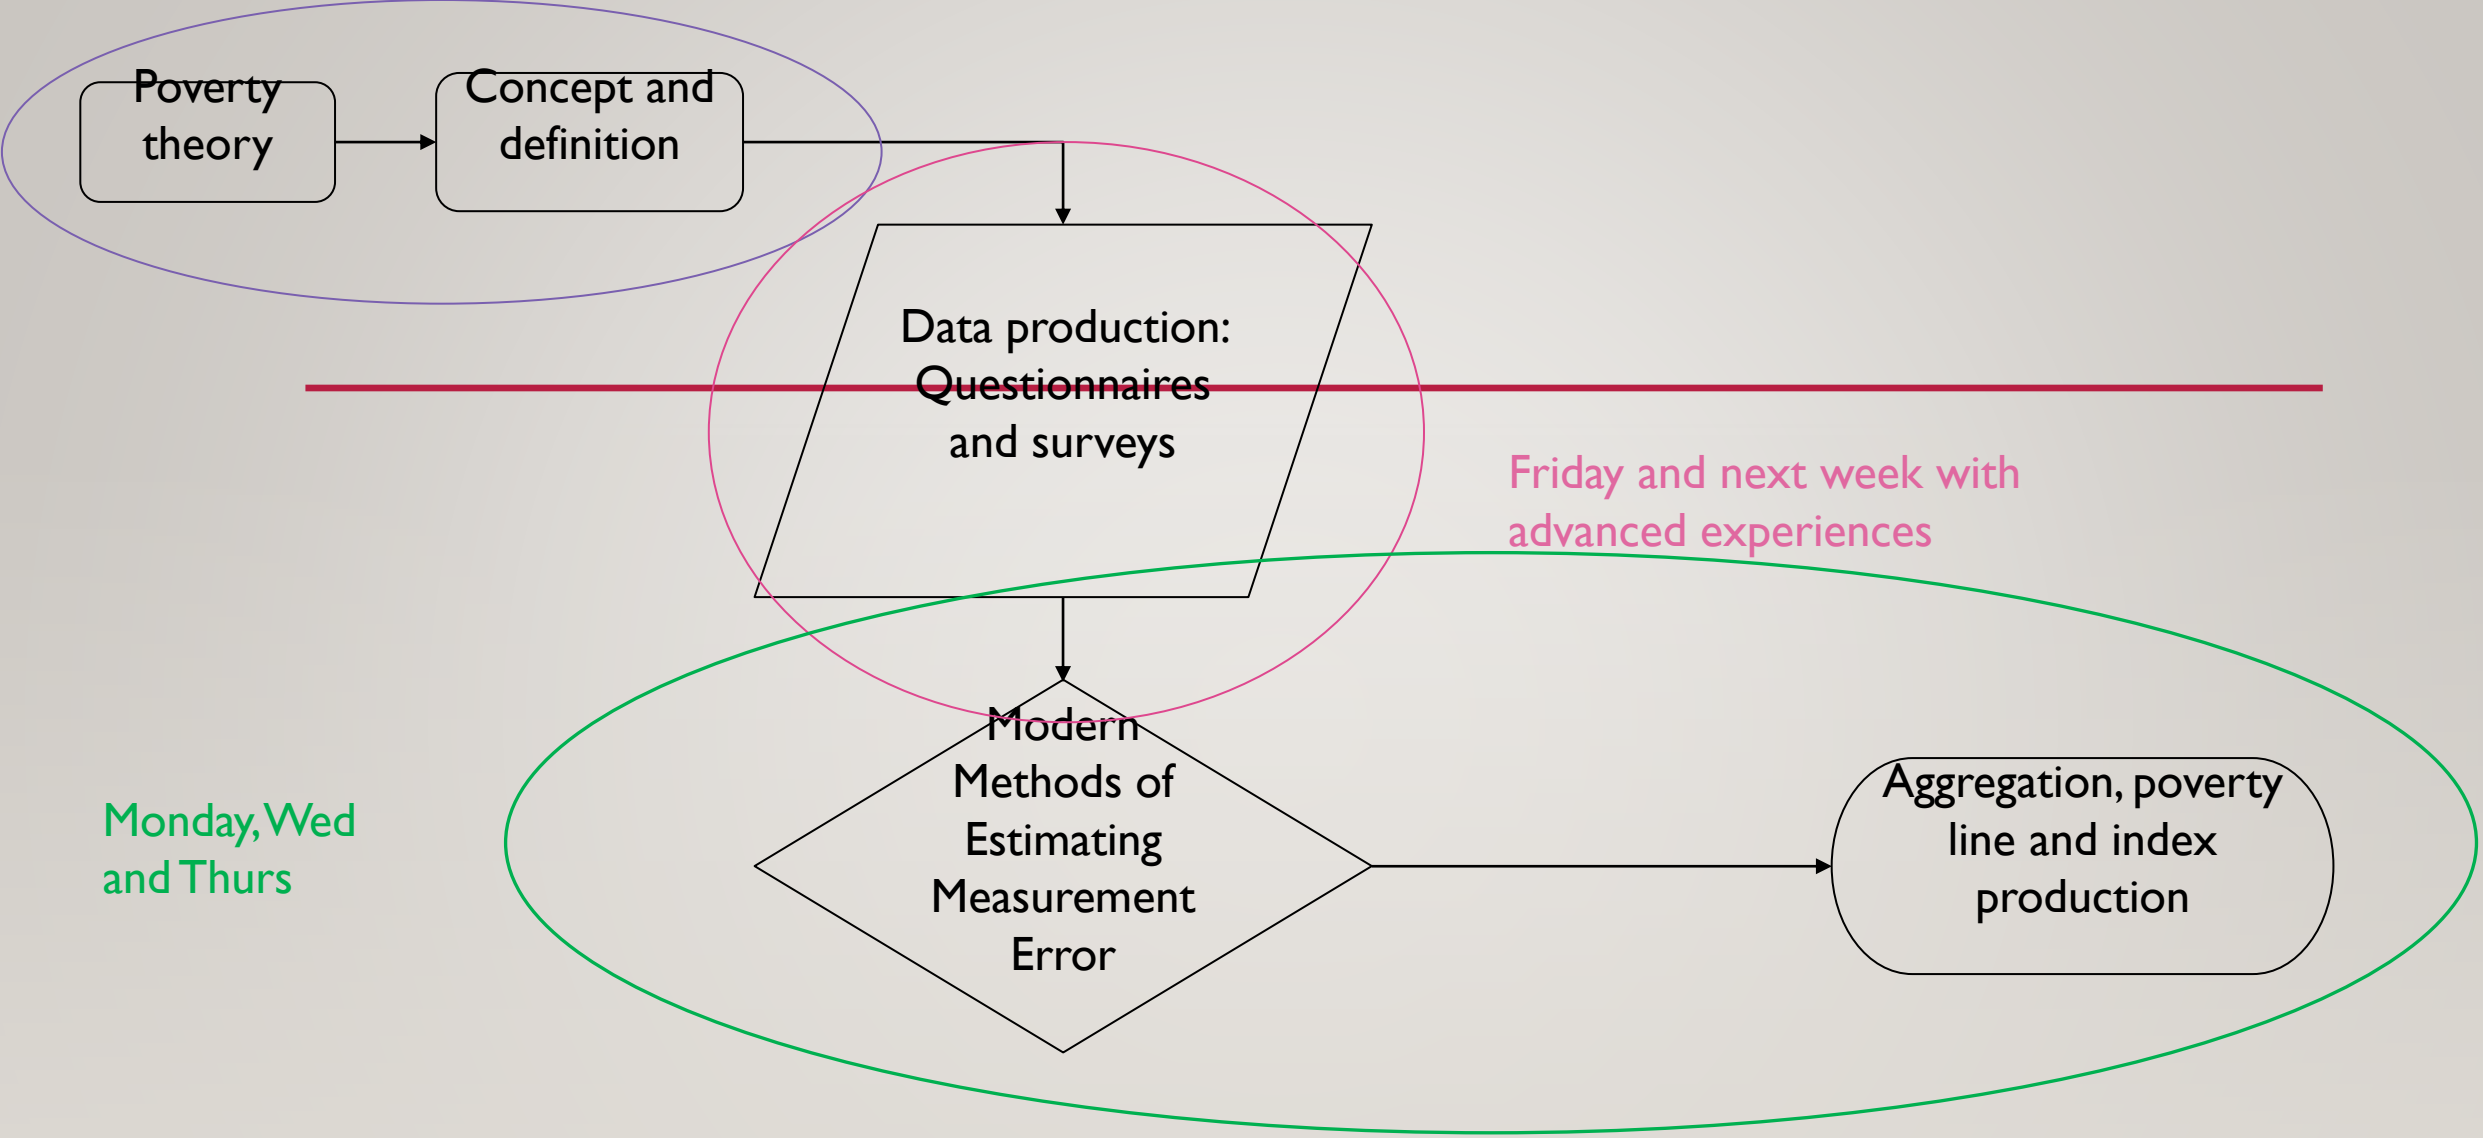 Poverty
theory
Concept and
definition
Data production:
Questionnaires
and surveys
Friday and next week with
advanced experiences
Modern
Methods of
Estimating
Measurement
Error
Aggregation, poverty
line and index
production
Monday, Wed
and Thurs